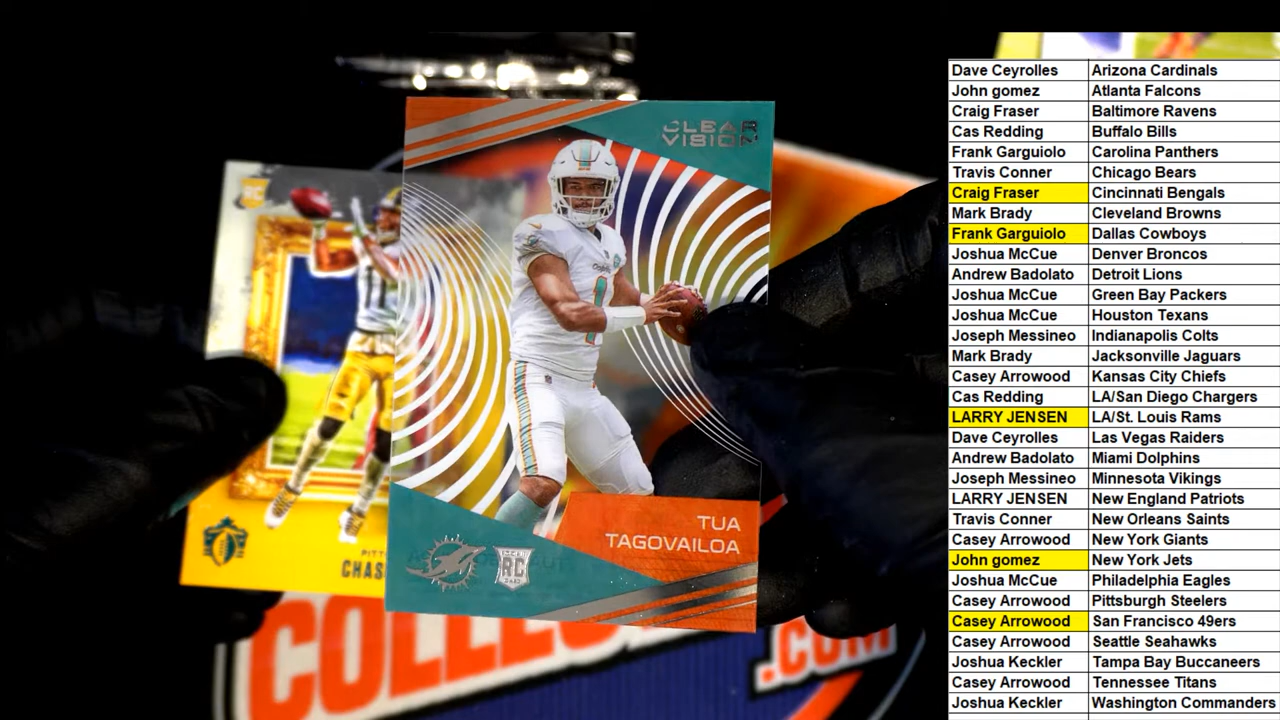 CLEAR
VISION
TUA
TAGOVAILOA
RC
PITT
CHAS
COLLE
.COM
Dave Ceyrolles Arizona Cardinals
John gomez Atlanta Falcons
Craig Fraser Baltimore Ravens
Cas Redding Buffalo Bills
Frank Garguiolo Carolina Panthers
Travis Conner Chicago Bears
Craig Fraser Cincinnati Bengals
Mark Brady Cleveland Browns
Frank Garguiolo Dallas Cowboys
Joshua McCue Denver Broncos
Andrew Badolato Detroit Lions
Joshua McCue Green Bay Packers
Joshua McCue Houston Texans
Joseph Messineo Indianapolis Colts
Mark Brady Jacksonville Jaguars
Casey Arrowood Kansas City Chiefs
Cas Redding LA/San Diego Chargers
LARRY JENSEN LA/St. Louis Rams
Dave Ceyrolles Las Vegas Raiders
Andrew Badolato Miami Dolphins
Joseph Messineo Minnesota Vikings
LARRY JENSEN New England Patriots
Travis Conner New Orleans Saints
Casey Arrowood New York Giants
John gomez New York Jets
Joshua McCue Philadelphia Eagles
Casey Arrowood Pittsburgh Steelers
Casey Arrowood San Francisco 49ers
Casey Arrowood Seattle Seahawks
Joshua Keckler Tampa Bay Buccaneers
Casey Arrowood Tennessee Titans
Joshua Keckler Washington Commanders